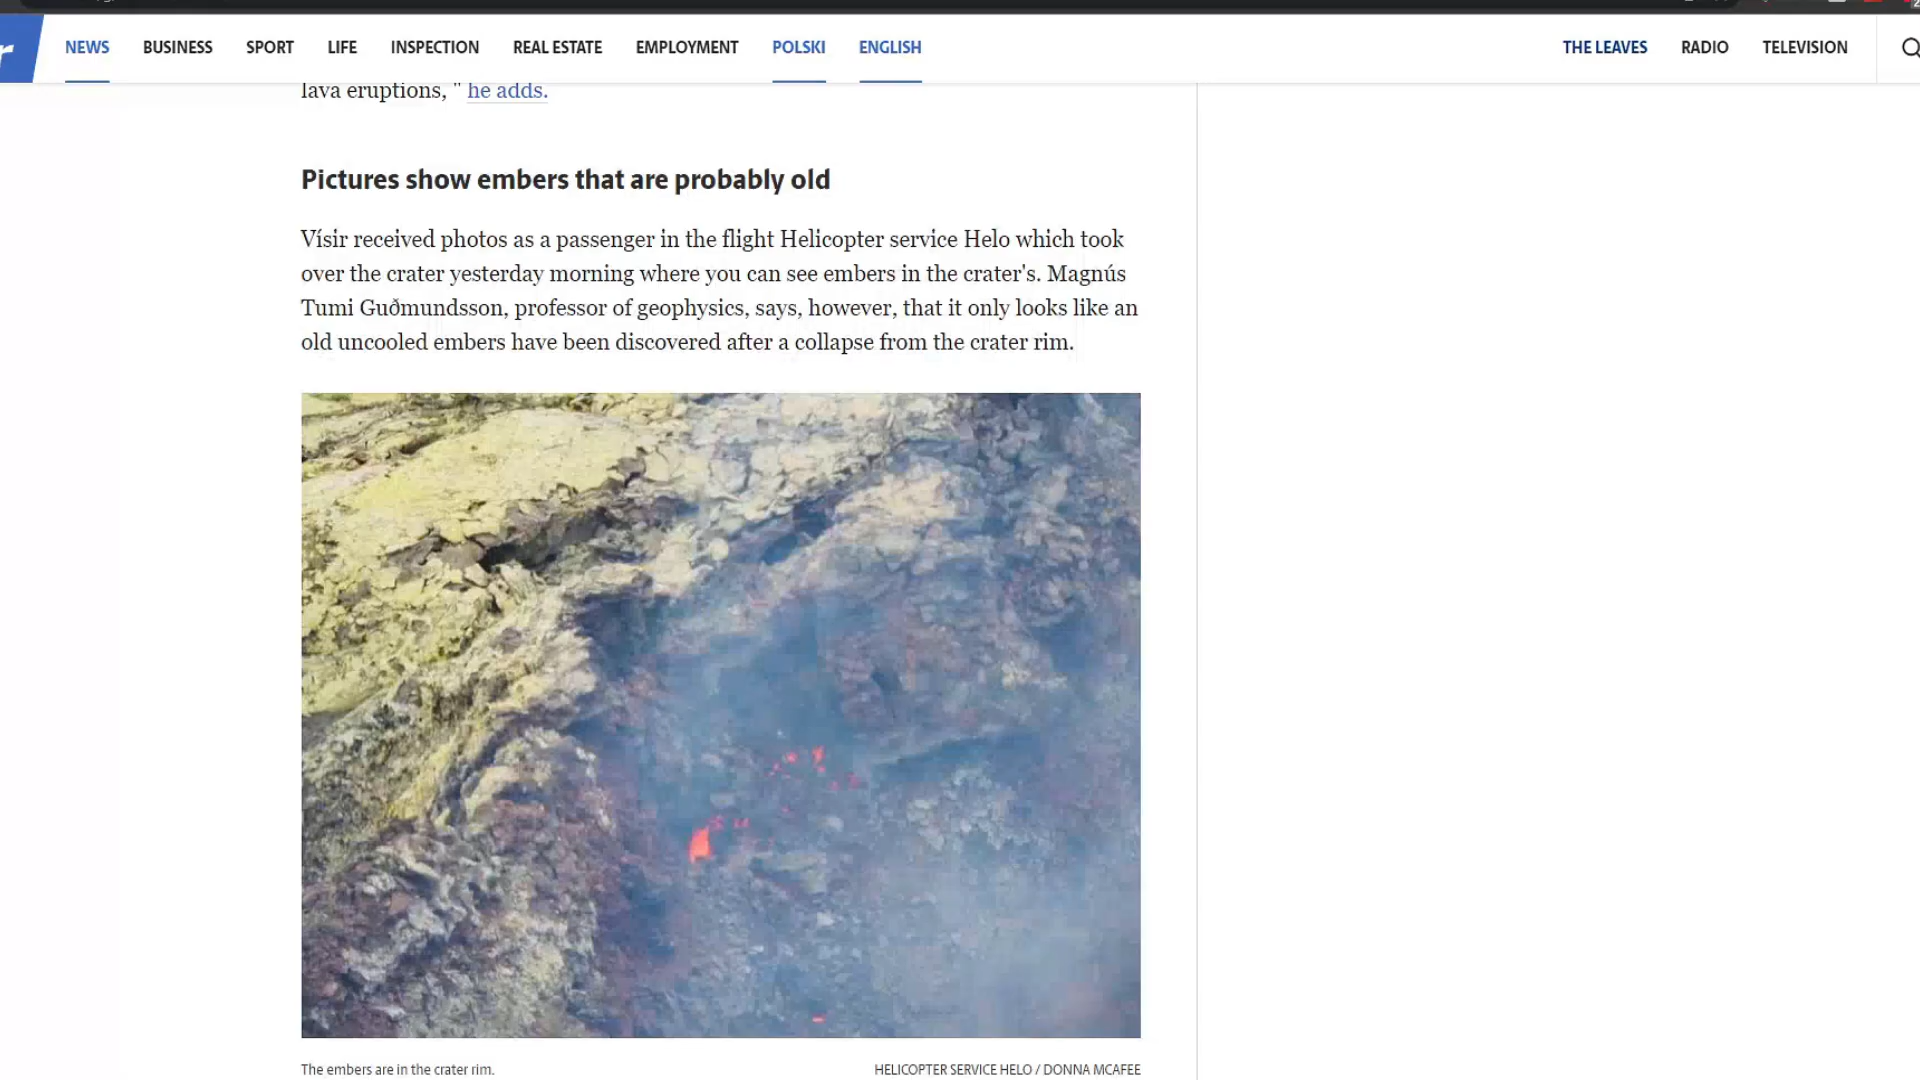 NEWS BUSINESS SPORT LIFE INSPECTION REAL ESTATE EMPLOYMENT POLSKI ENGLISH THE LEAVES RADIO TELEVISION
lava eruptions, " he adds.
Pictures show embers that are probably old
Vísir received photos as a passenger in the flight Helicopter service Helo which took
over the crater yesterday morning where you can see embers in the crater's. Magnús
Tumi Guðmundsson, professor of geophysics, says, however, that it only looks like an
old uncooled embers have been discovered after a collapse from the crater rim.
The embers are in the crater rim. HELICOPTER SERVICE HELO / DONNA MCAFEE